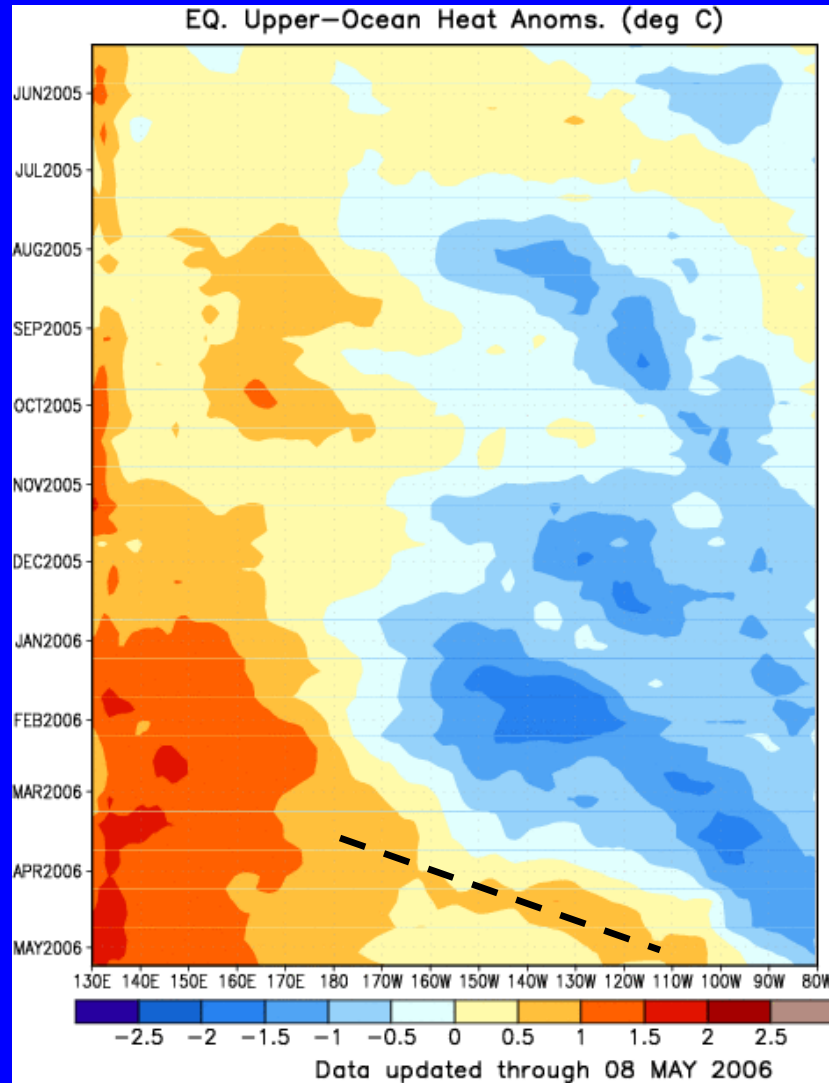 EQ. Upper-Ocean Heat Anoms. (deg C)
JUN2005
JUL2005
AUG2005
SEP2005
OCT2005
NOV2005
DEC2005
JAN2006
FEB2006
MAR2006
APR2006
MAY2006
130E 140E 150E 160E 170E 180 170W 160W 150W 140W 130W 120W 110W 100W 90W 80W
-2.5 -2 -1.5 -1 -0.5 0 0.5 1 1.5 2 2.5
Data updated through 08 MAY 2006